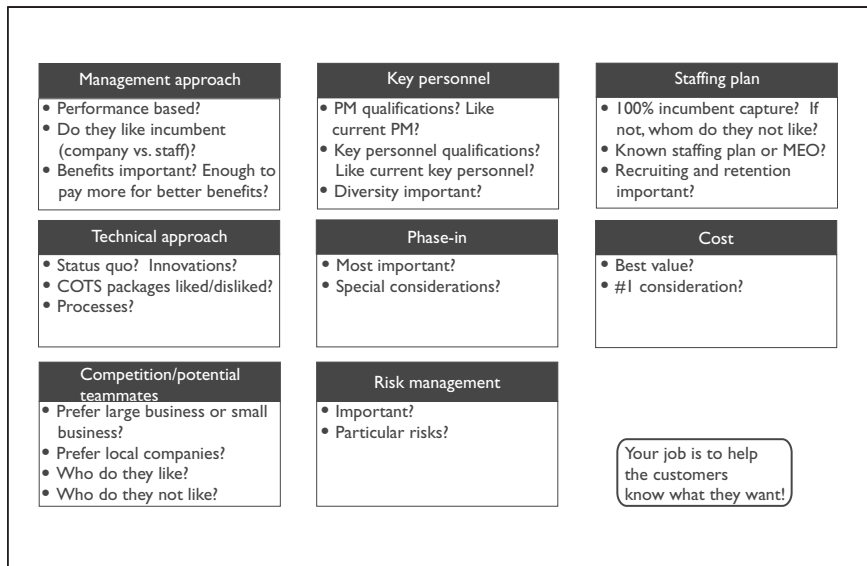 Management approach
• Performance based?
• Do they like incumbent
(company vs. staff)?
• Benefits important? Enough to
pay more for better benefits?
Key personnel
• PM qualifications? Like
current PM?
• Key personnel qualifications?
Like current key personnel?
• Diversity important?
Staffing plan
• 100% incumbent capture? If
not, whom do they not like?
• Known staffing plan or MEO?
• Recruiting and retention
important?
Technical approach
• Status quo? Innovations?
• COTS packages liked/disliked?
• Processes?
Phase-in
• Most important?
• Special considerations?
Cost
• Best value?
• #1 consideration?
Competition/potential
teammates
• Prefer large business or small
business?
• Prefer local companies?
• Who do they like?
• Who do they not like?
Risk management
• Important?
• Particular risks?
Your job is to help
the customers
know what they want!